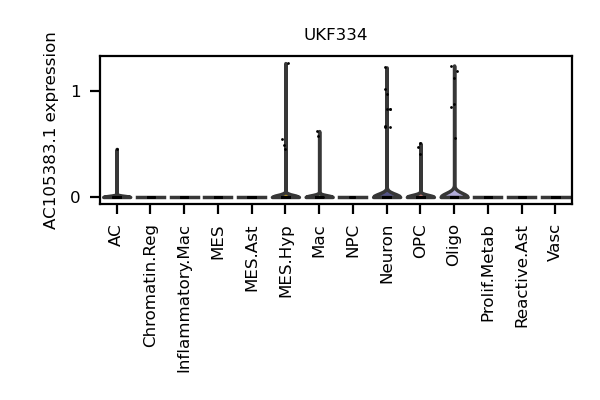 UKF334
AC105383.1 expression
1
0
AC
Chromatin.Reg
Inflammatory.Mac
MES
MES.Ast
MES.Hyp
Mac
NPC
Neuron
OPC
Oligo
Prolif.Metab
Reactive.Ast
Vasc